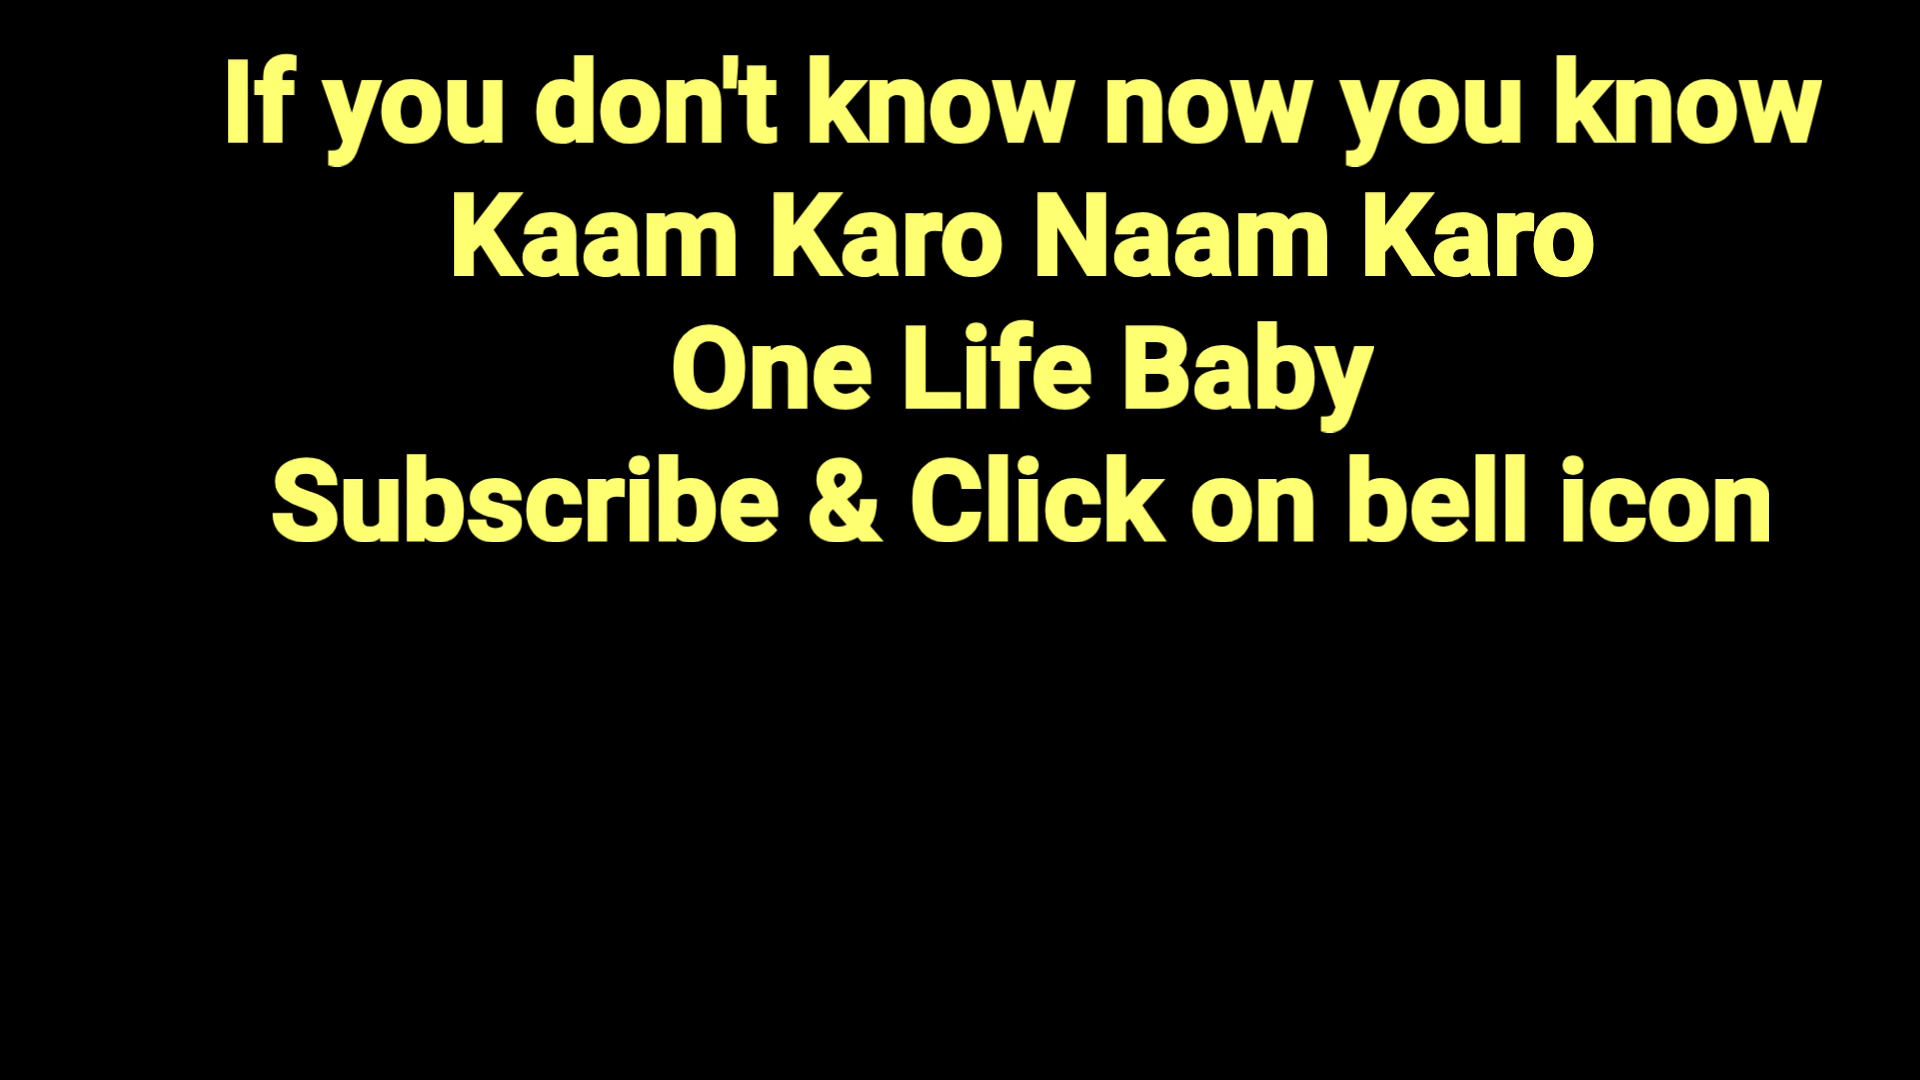 If you don't know now you know
Kaam Karo Naam Karo
One Life Baby
Subscribe & Click on bell icon